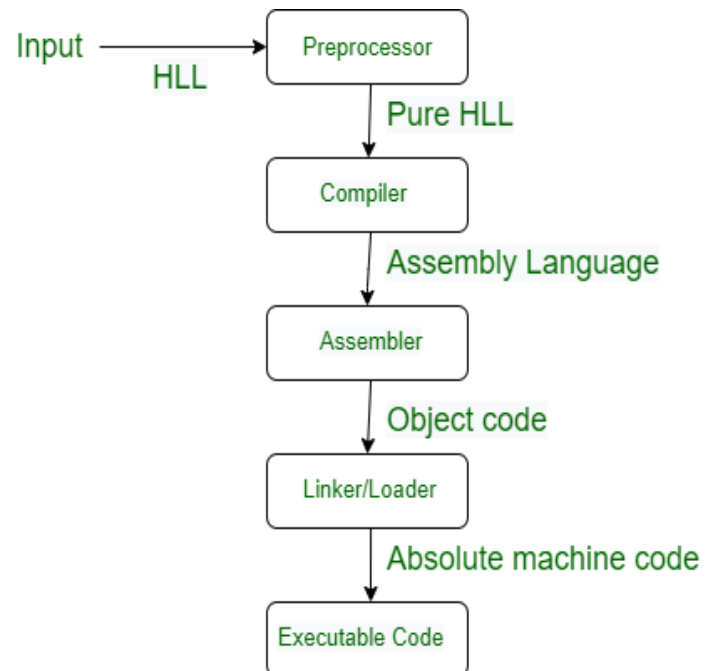 Input
HLL
Preprocessor
Pure HLL
Compiler
Assembly Language
Assembler
Object code
Linker/Loader
Absolute machine code
Executable Code